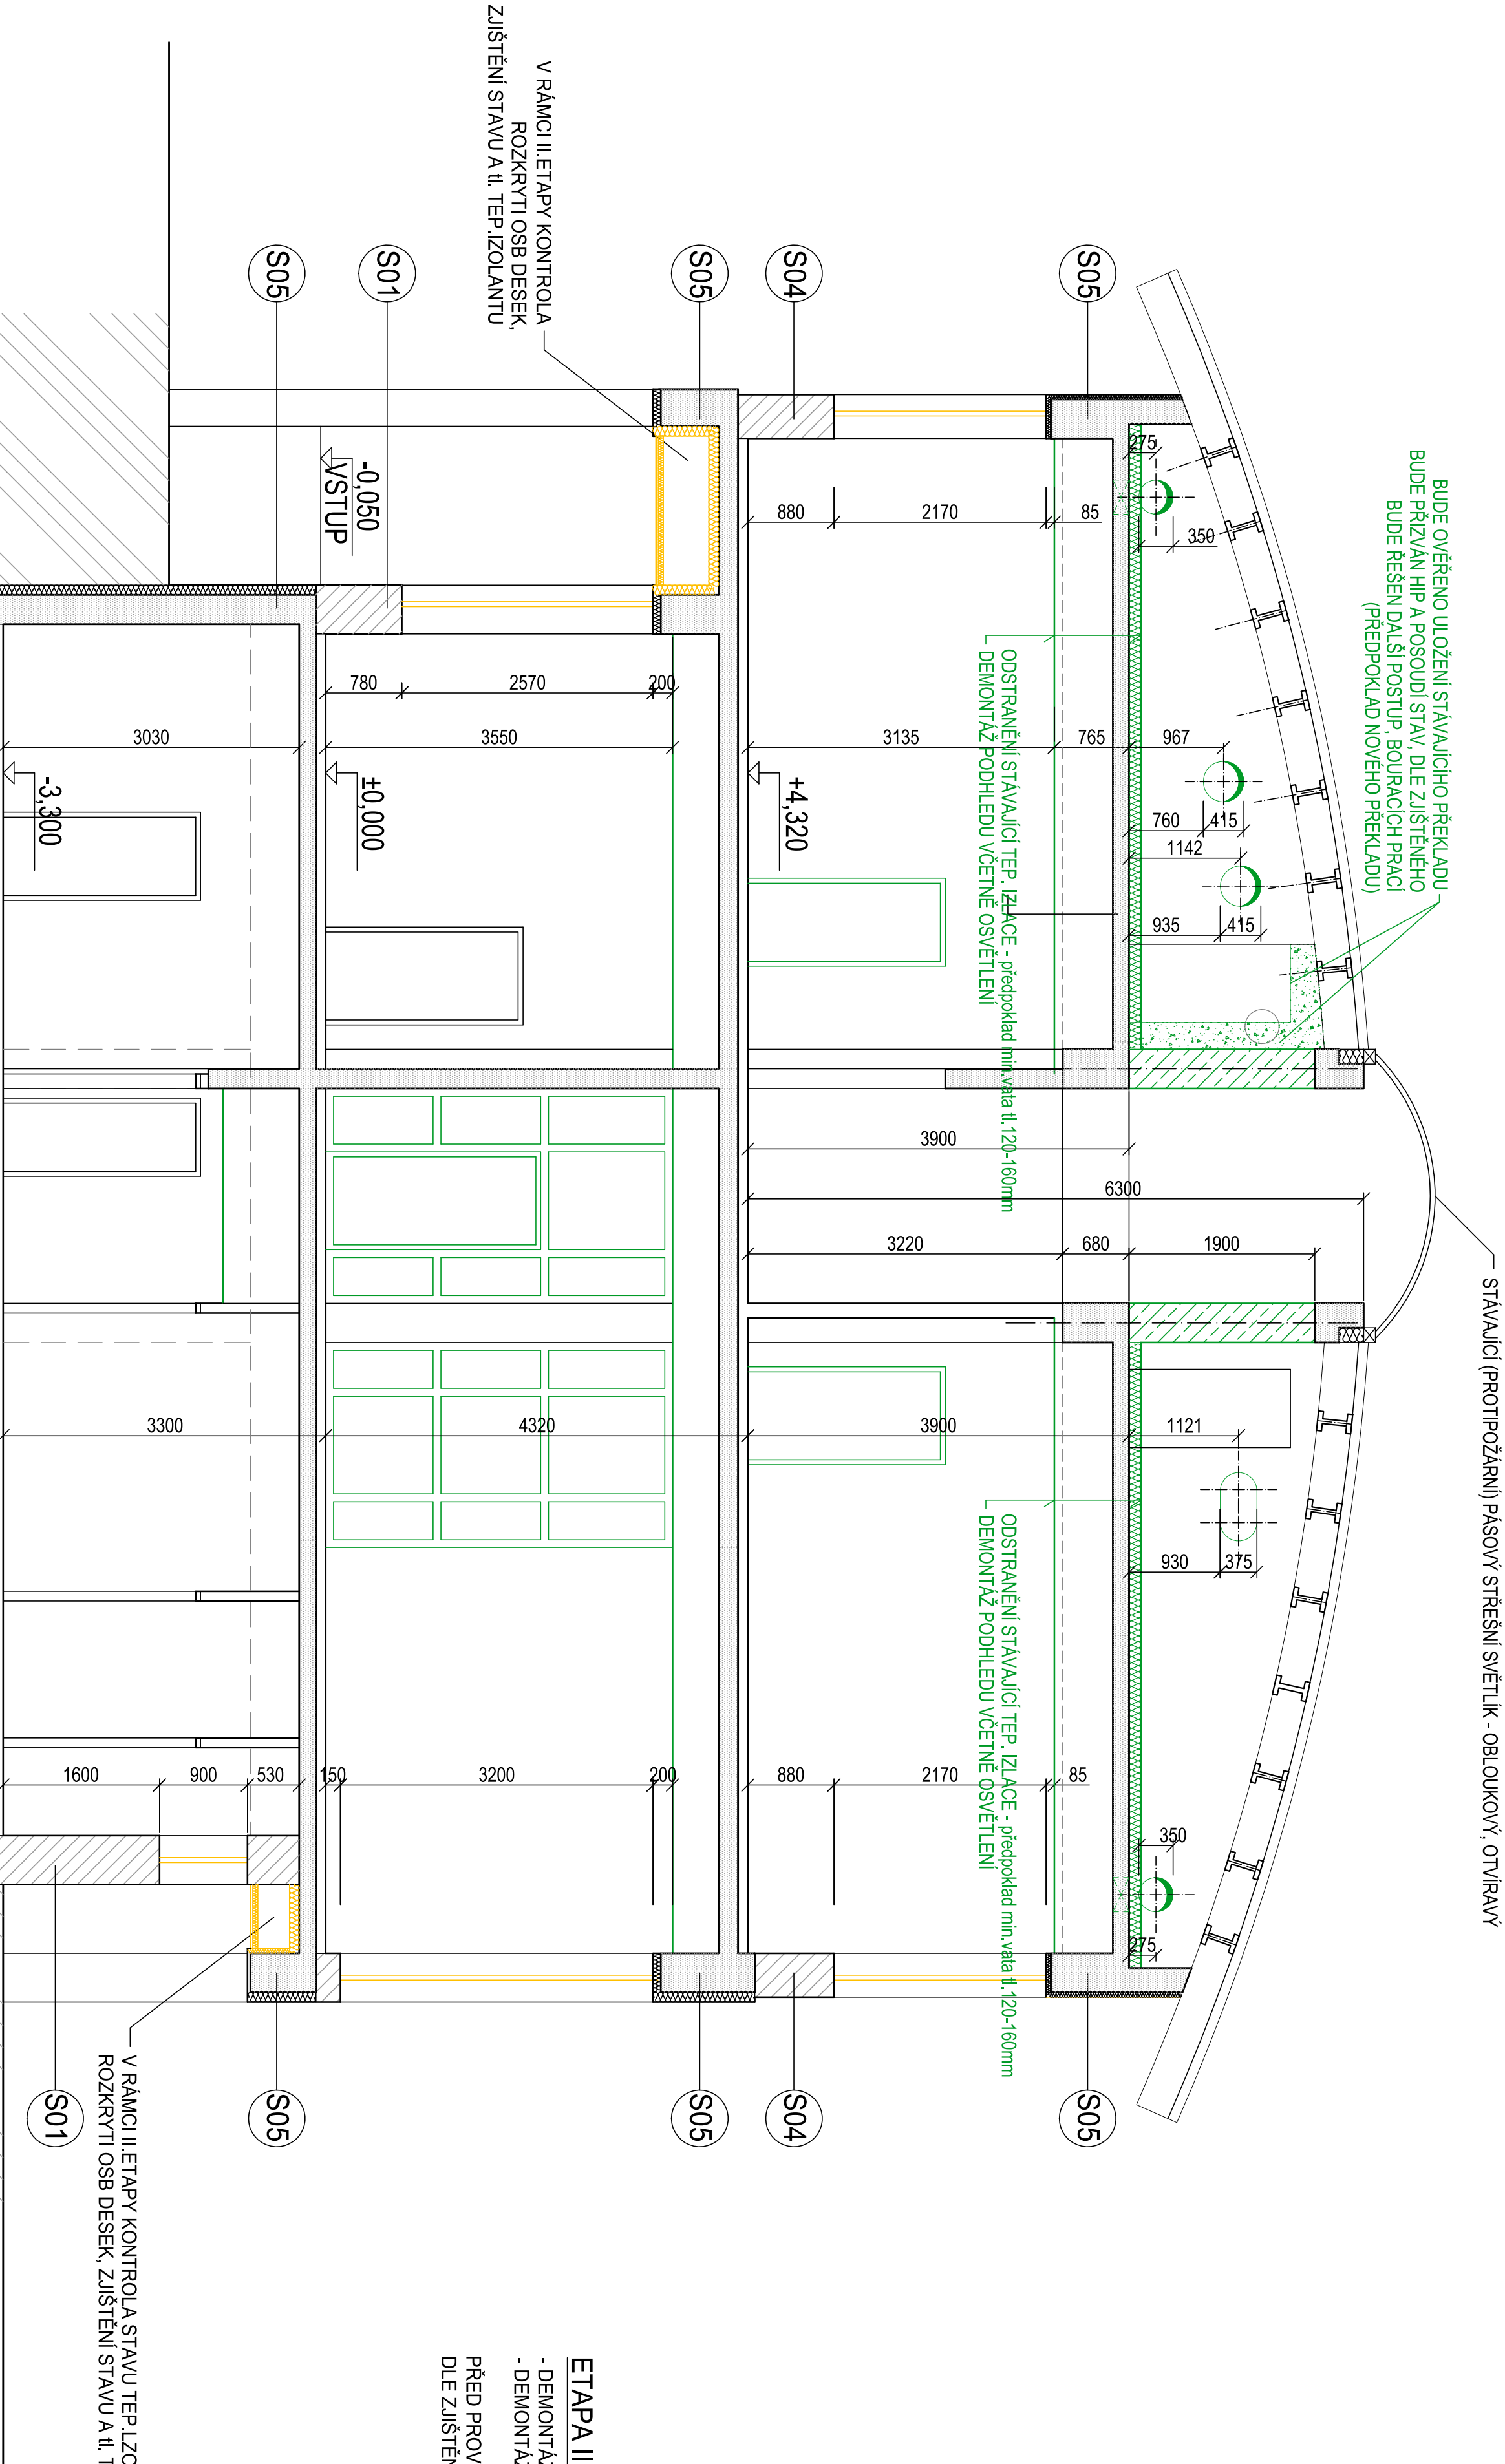 STÁVAJÍCÍ (PROTIPOŽÁRNÍ) PÁSOVÝ STŘEŠNÍ SVĚTLÍK - OBLOUKOVÝ, OTVÍRAVÝ
BUDE OVĚŘENO ULOŽENÍ STÁVAJÍCÍHO PŘEKLADU
BUDE PŘIZVÁN HIP A POSOUDÍ STAV, DLE ZJIŠTĚNÉHO
BUDE ŘEŠEN DALŠÍ POSTUP, BOURACÍCH PRACÍ
(PŘEDPOKLAD NOVÉHO PŘEKLADU)
S05
S04
S05
S01
S05
V RÁMCI II.ETAPY KONTROLA
ROZKRYTI OSB DESEK,
ZJIŠTĚNÍ STAVU A tl. TEP.IZOLANTU
275
350
967
760
415
1142
935
415
1121
930
375
350
275
880
2170
85
3135
765
+4,320
3900
6300
3220
680
1900
3900
880
2170
85
ODSTRANĚNÍ STÁVAJÍCÍ TEP. IZLACE - předpoklad min.vata tl.120-160mm
DEMONTÁŽ PODHLEDU VČETNĚ OSVĚTLENÍ
ODSTRANĚNÍ STÁVAJÍCÍ TEP. IZLACE - předpoklad min.vata tl.120-160mm
DEMONTÁŽ PODHLEDU VČETNĚ OSVĚTLENÍ
-0,050
VSTUP
780
2570
200
3550
±0,000
4320
150
3200
200
3030
-3,300
3300
1600
900
530
S05
S04
S05
S05
S01
V RÁMCI II.ETAPY KONTROLA STAVU TEP.LZO
ROZKRYTI OSB DESEK, ZJIŠTĚNÍ STAVU A tl. T
ETAPA II
- DEMONTÁŽ
- DEMONTÁŽ
PŘED PROV
DLE ZJIŠTĚN